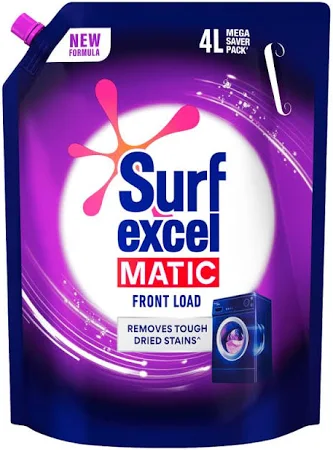 NEW
FORMULA
4L MEGA
SAVER
PACK^
Surf
excel
MATIC
FRONT LOAD
REMOVES TOUGH
DRIED STAINS^